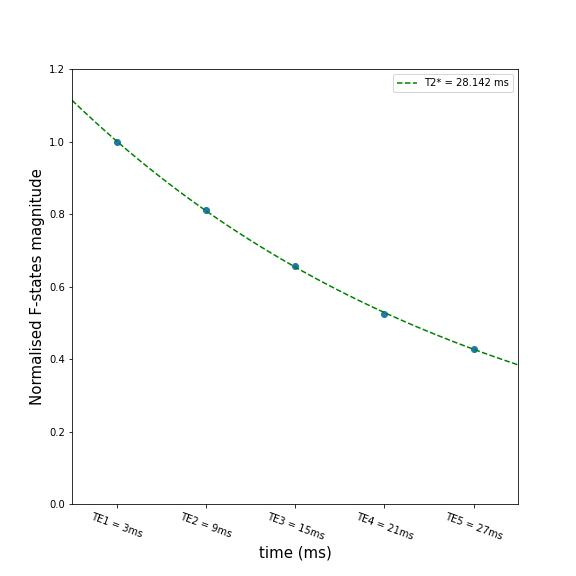 T2* = 28.142 ms
Normalised F-states magnitude
1.2
1.0
0.8
0.6
0.4
0.2
0.0
TE1 = 3ms
TE2 = 9ms
TE3 = 15ms
TE4 = 21ms
TE5 = 27ms
time (ms)